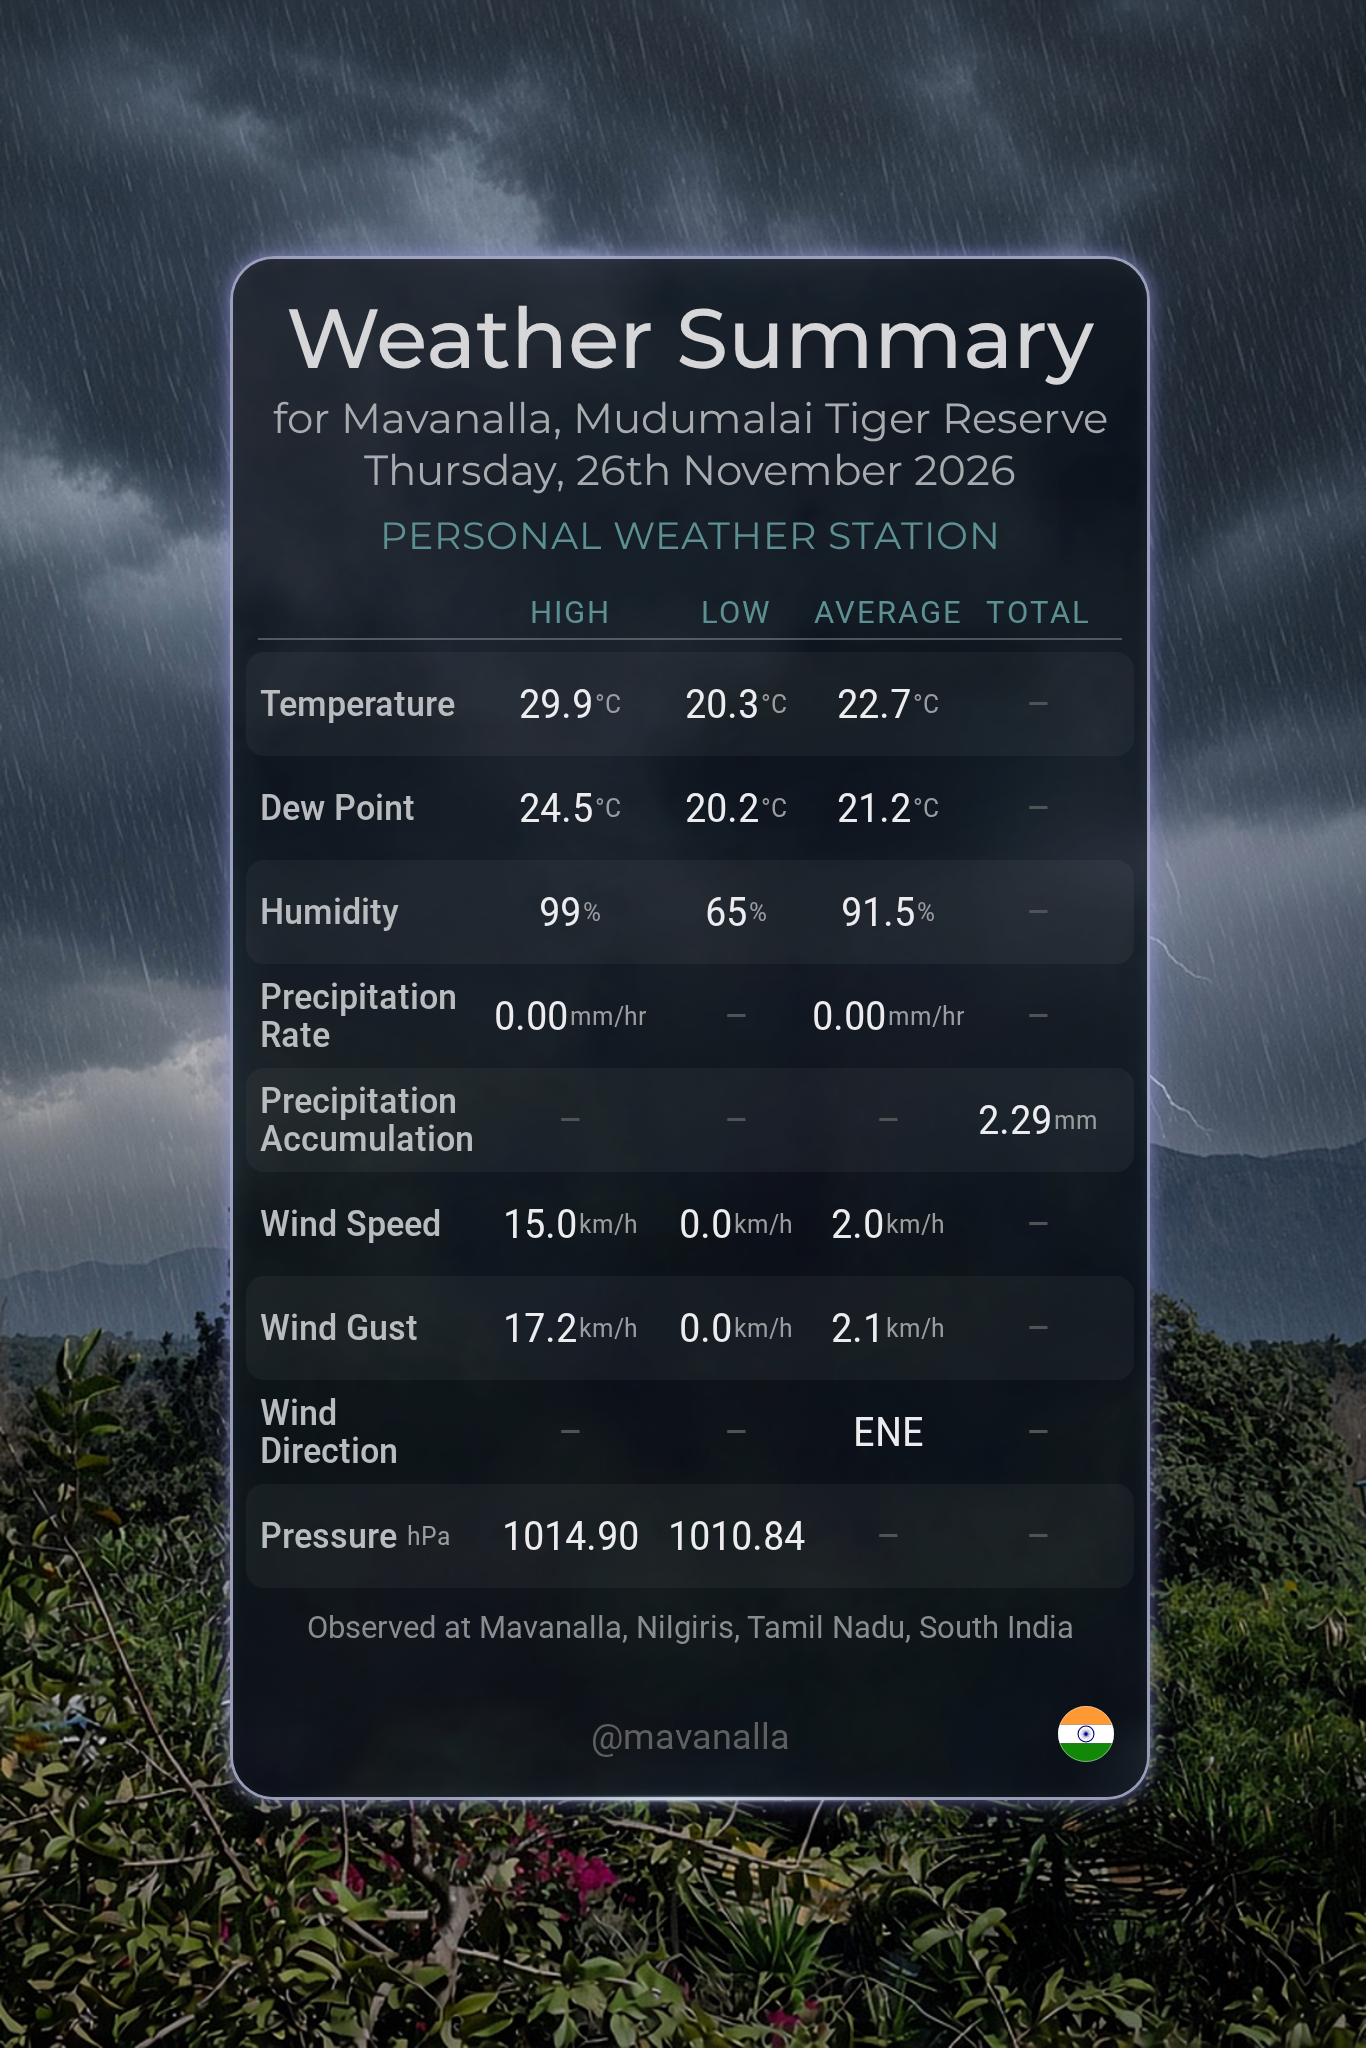 Weather Summary
for Mavanalla, Mudumalai Tiger Reserve
Thursday, 26th November 2026
PERSONAL WEATHER STATION
HIGH LOW AVERAGE TOTAL
Temperature 29.9°C 20.3°C 22.7°C –
Dew Point 24.5°C 20.2°C 21.2°C –
Humidity 99% 65% 91.5% –
Precipitation
Rate 0.00mm/hr – 0.00mm/hr –
Precipitation
Accumulation – – – 2.29mm
Wind Speed 15.0km/h 0.0km/h 2.0km/h –
Wind Gust 17.2km/h 0.0km/h 2.1km/h –
Wind
Direction – – ENE –
Pressure hPa 1014.90 1010.84 – –
Observed at Mavanalla, Nilgiris, Tamil Nadu, South India
@mavanalla